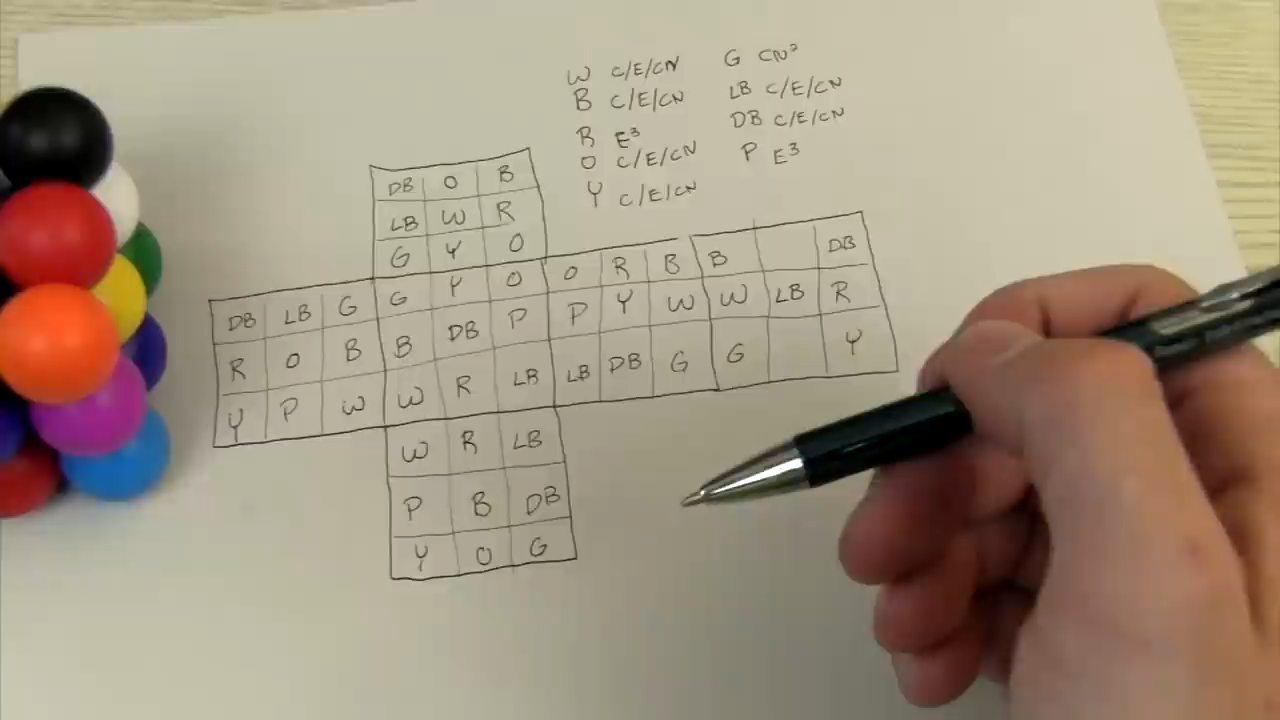 W C/E/CN G CN²
B C/E/CN LB C/E/CN
R E³ DB C/E/CN
O C/E/CN P E³
Y C/E/CN
DB O B
LB W R
G Y O
DB LB G G Y O O R B B DB
R O B B DB P P Y W W LB R
Y P W W R LB LB DB G G Y
W R LB
P B DB
Y O G